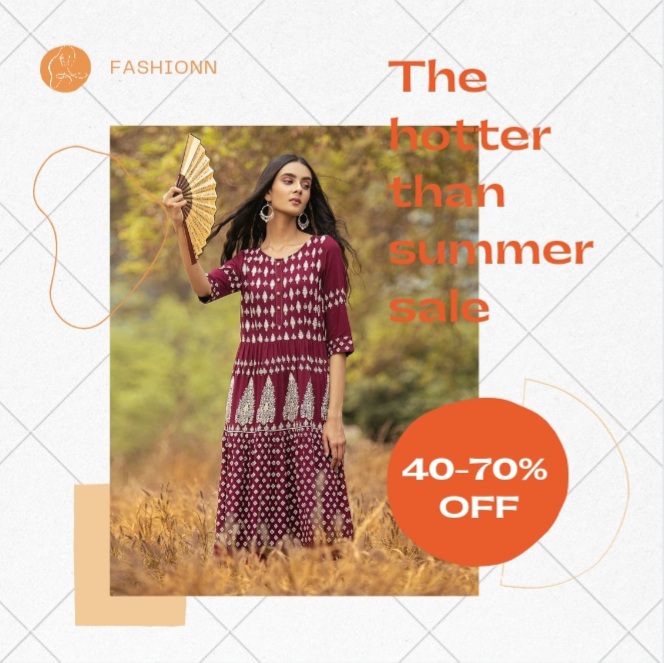 FASHIONN
The
hotter
than
summer
sale
40-70%
OFF